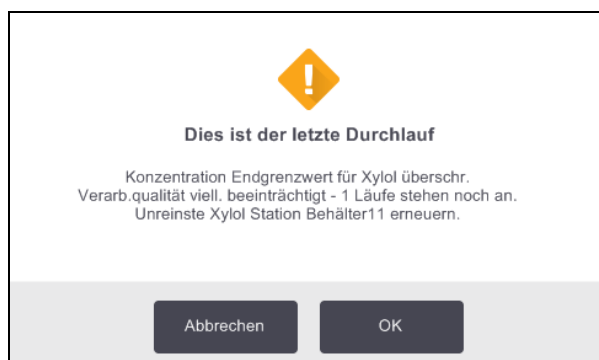 Dies ist der letzte Durchlauf
Konzentration Endgrenzwert für Xylol überschr.
Verarb.qualität viell. beeinträchtigt - 1 Läufe stehen noch an.
Unreinste Xylol Station Behälter11 erneuern.
Abbrechen
OK